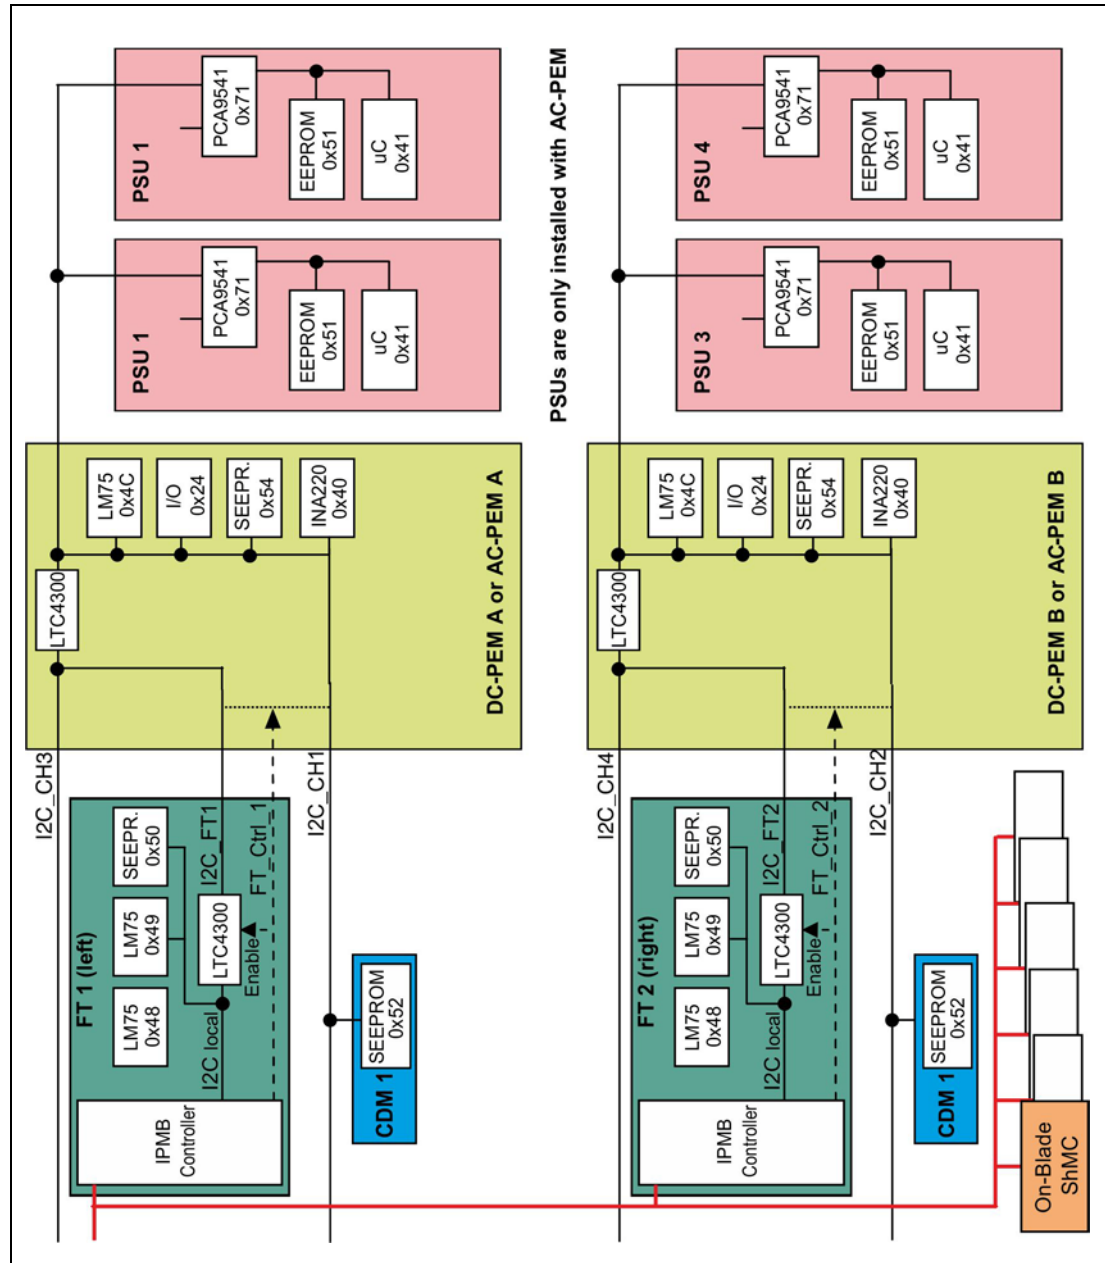 PSU 1
PCA9541
0x71
EEPROM
0x51
uC
0x41
PSU 1
PCA9541
0x71
EEPROM
0x51
uC
0x41
PSUs are only installed with AC-PEM
PSU 4
PCA9541
0x71
EEPROM
0x51
uC
0x41
PSU 3
PCA9541
0x71
EEPROM
0x51
uC
0x41
LTC4300
LM75
0x4C
I/O
0x24
SEEPR.
0x54
INA220
0x40
DC-PEM A or AC-PEM A
LTC4300
LM75
0x4C
I/O
0x24
SEEPR.
0x54
INA220
0x40
DC-PEM B or AC-PEM B
I2C_CH3
FT 1 (left)
LM75
0x48
LM75
0x49
SEEPR.
0x50
I2C local
LTC4300
Enable
I2C_FT1
FT_Ctrl_1
I2C_CH1
IPMB
Controller
CDM 1
SEEPROM
0x52
I2C_CH4
FT 2 (right)
LM75
0x48
LM75
0x49
SEEPR.
0x50
I2C local
LTC4300
Enable
I2C_FT2
FT_Ctrl_2
I2C_CH2
IPMB
Controller
CDM 1
SEEPROM
0x52
On-Blade
ShMC